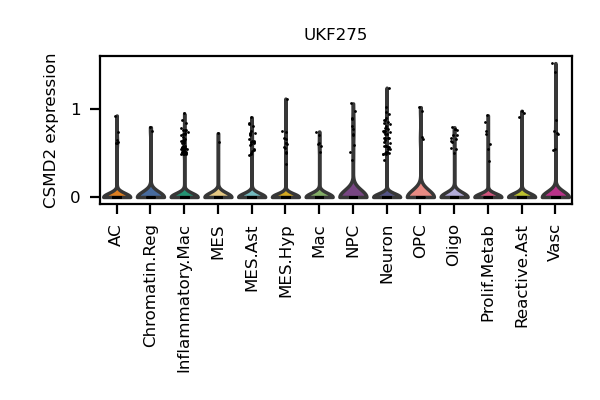 UKF275
CSMD2 expression
1
0
AC
Chromatin.Reg
Inflammatory.Mac
MES
MES.Ast
MES.Hyp
Mac
NPC
Neuron
OPC
Oligo
Prolif.Metab
Reactive.Ast
Vasc